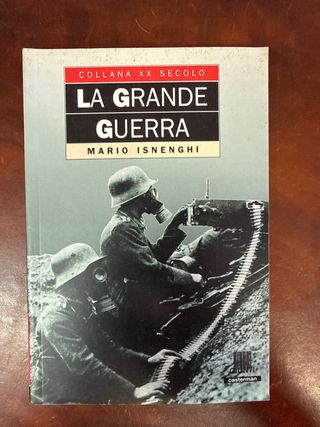 COLLANA XX SECOLO
LA GRANDE
GUERRA
MARIO ISNENGHI
GIUNTI
casterman